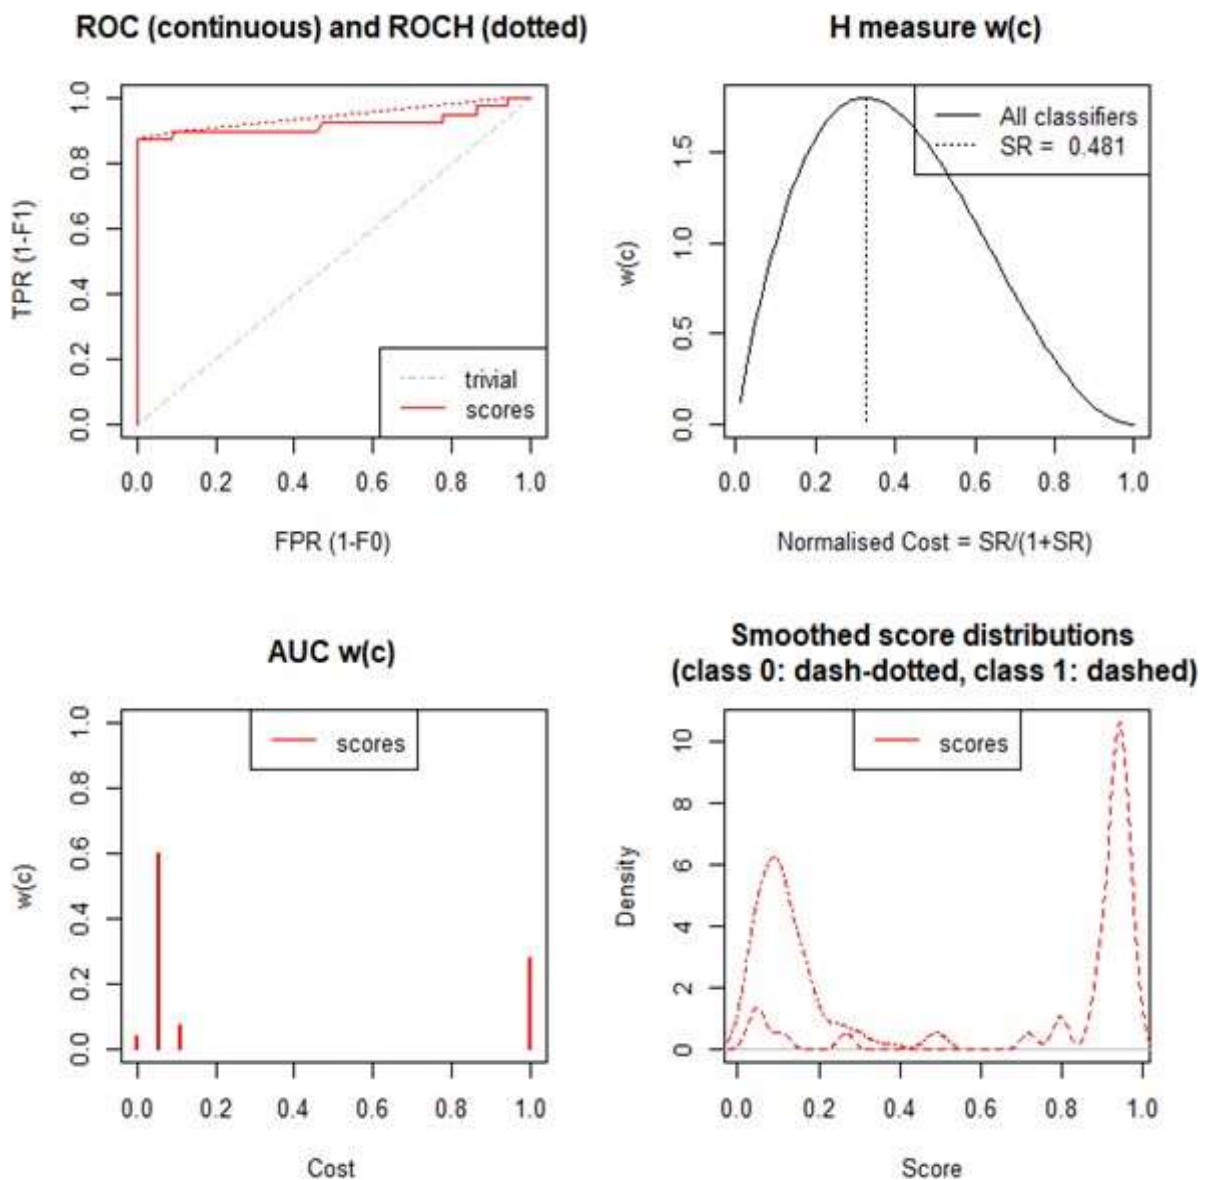 ROC (continuous) and ROCH (dotted)
TPR (1-F1)
1.0
0.8
0.6
0.4
0.2
0.0
trivial
scores
0.0 0.2 0.4 0.6 0.8 1.0
FPR (1-F0)
H measure w(c)
w(c)
1.5
1.0
0.5
0.0
All classifiers
SR = 0.481
0.0 0.2 0.4 0.6 0.8 1.0
Normalised Cost = SR/(1+SR)
AUC w(c)
w(c)
1.0
0.8
0.6
0.4
0.2
0.0
scores
0.0 0.2 0.4 0.6 0.8 1.0
Cost
Smoothed score distributions
(class 0: dash-dotted, class 1: dashed)
Density
10
8
6
4
2
0
scores
0.0 0.2 0.4 0.6 0.8 1.0
Score